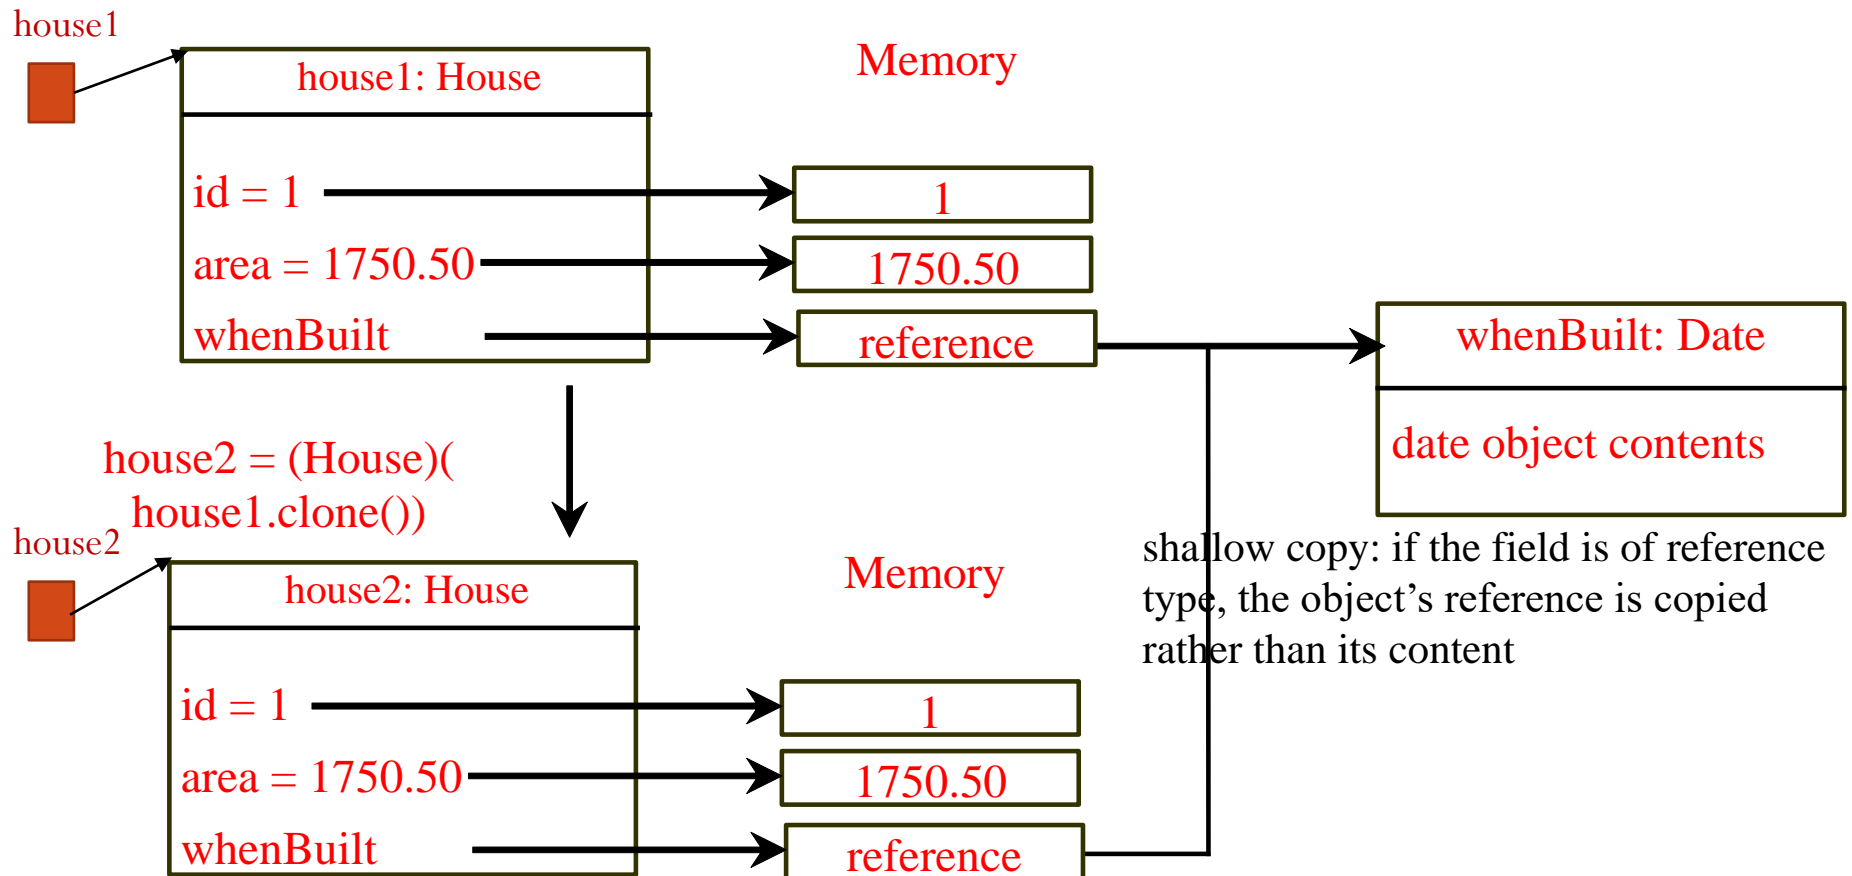 house1
house1: House
Memory
id = 1
1
area = 1750.50
1750.50
whenBuilt
reference
whenBuilt: Date
date object contents
house2 = (House)(
house1.clone())
shallow copy: if the field is of reference
type, the object’s reference is copied
rather than its content
house2
house2: House
Memory
id = 1
1
area = 1750.50
1750.50
whenBuilt
reference